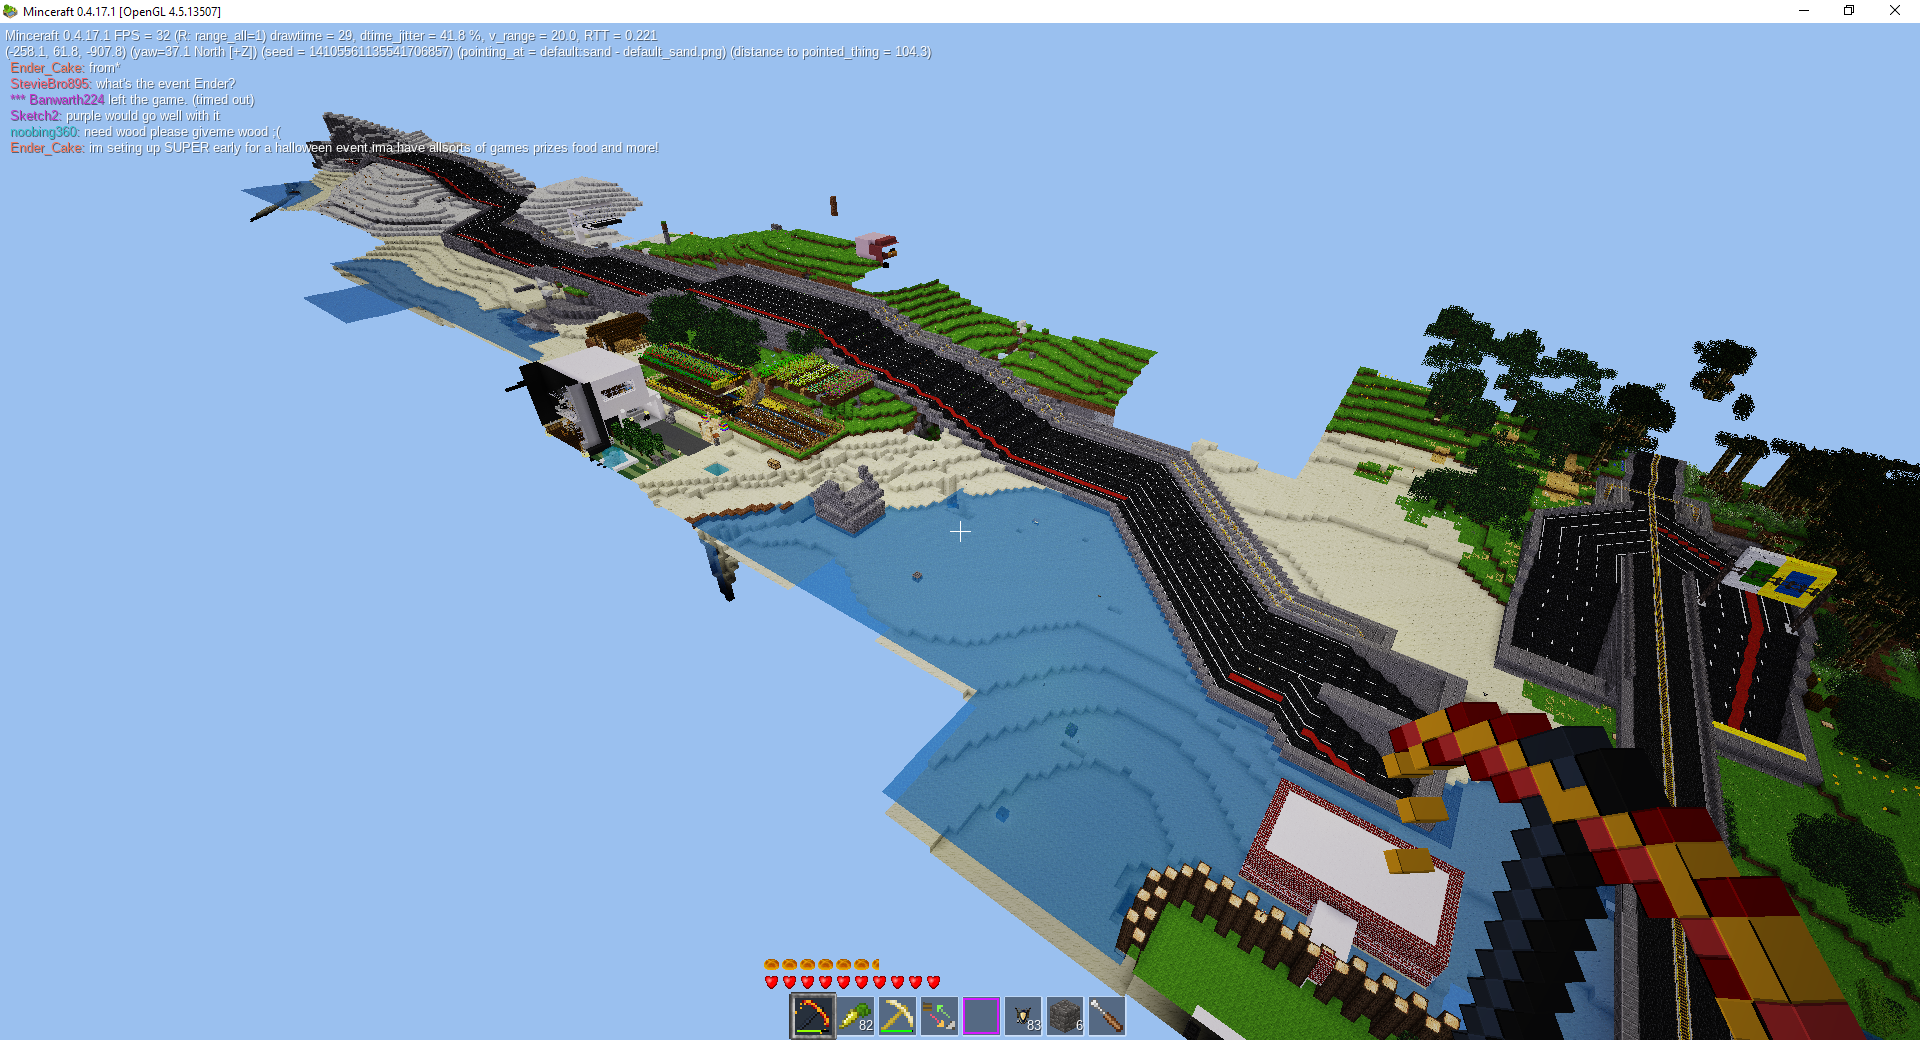 Minceraft 0.4.17.1 [OpenGL 4.5.13507]
Minceraft 0.4.17.1 FPS = 32 (R: range_all=1) drawtime = 29, dtime_jitter = 41.8 %, v_range = 20.0, RTT = 0.221
(-258.1, 61.8, -907.8) (yaw=37.1 North [+Z]) (seed = 14105561135541706857) (pointing_at = default:sand - default_sand.png) (distance to pointed_thing = 104.3)
Ender_Cake: from*
StevieBro895: what's the event Ender?
*** Banwarth224 left the game. (timed out)
Sketch2: purple would go well with it
noobing360: need wood please giveme wood ;(
Ender_Cake: im seting up SUPER early for a halloween event,ima have allsorts of games prizes food and more!
82
83
6